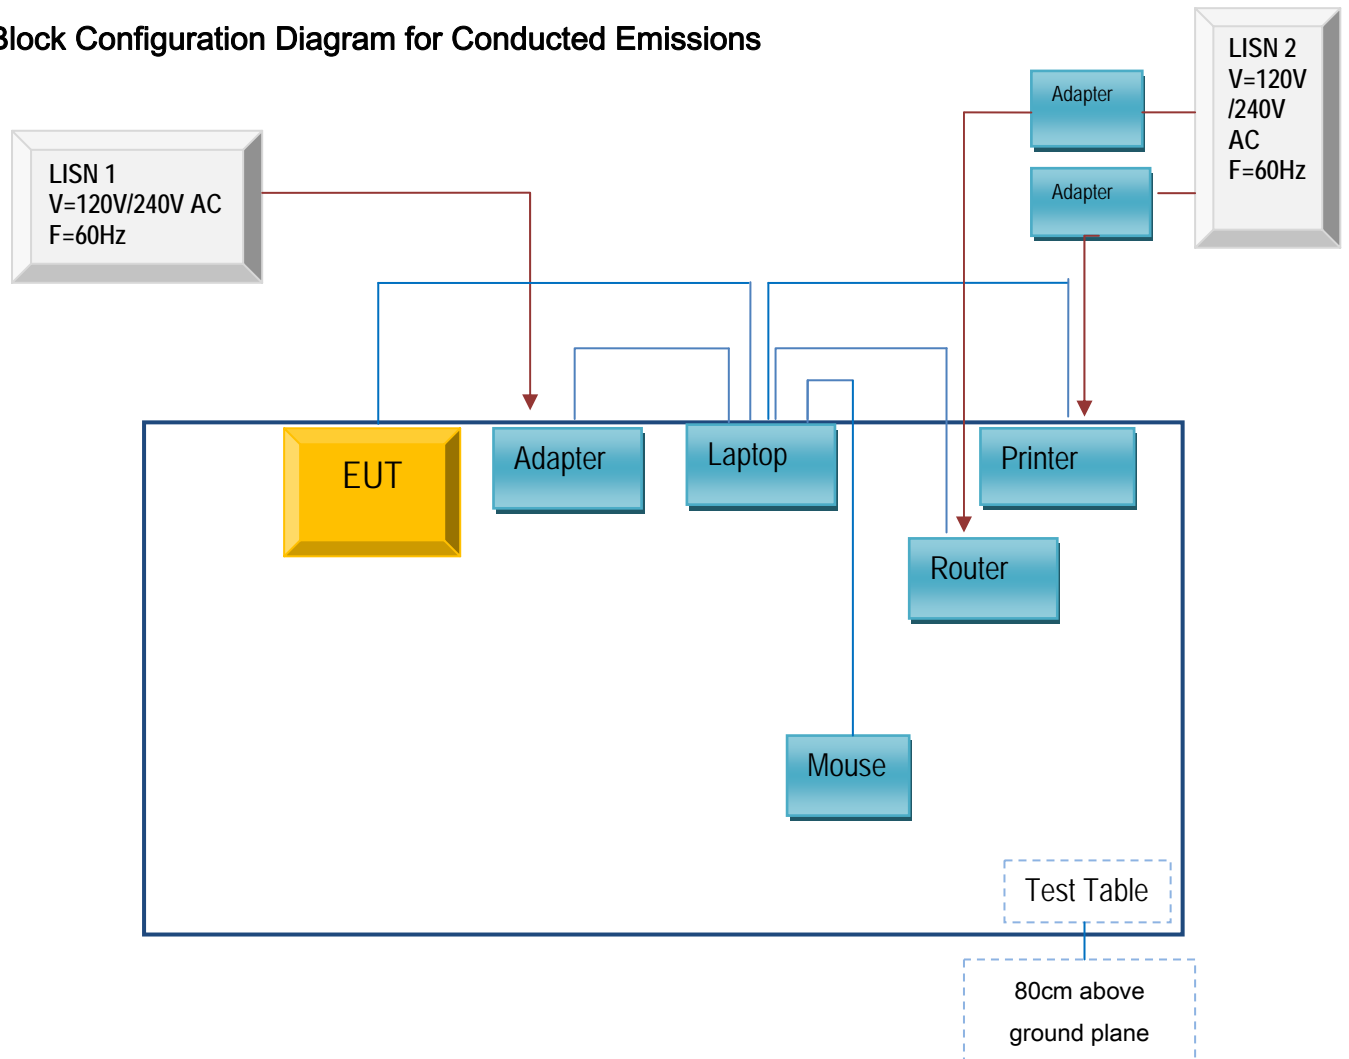 Block Configuration Diagram for Conducted Emissions
LISN 2
V=120V
/240V
AC
F=60Hz
Adapter
Adapter
LISN 1
V=120V/240V AC
F=60Hz
EUT
Adapter
Laptop
Printer
Router
Mouse
Test Table
80cm above
ground plane